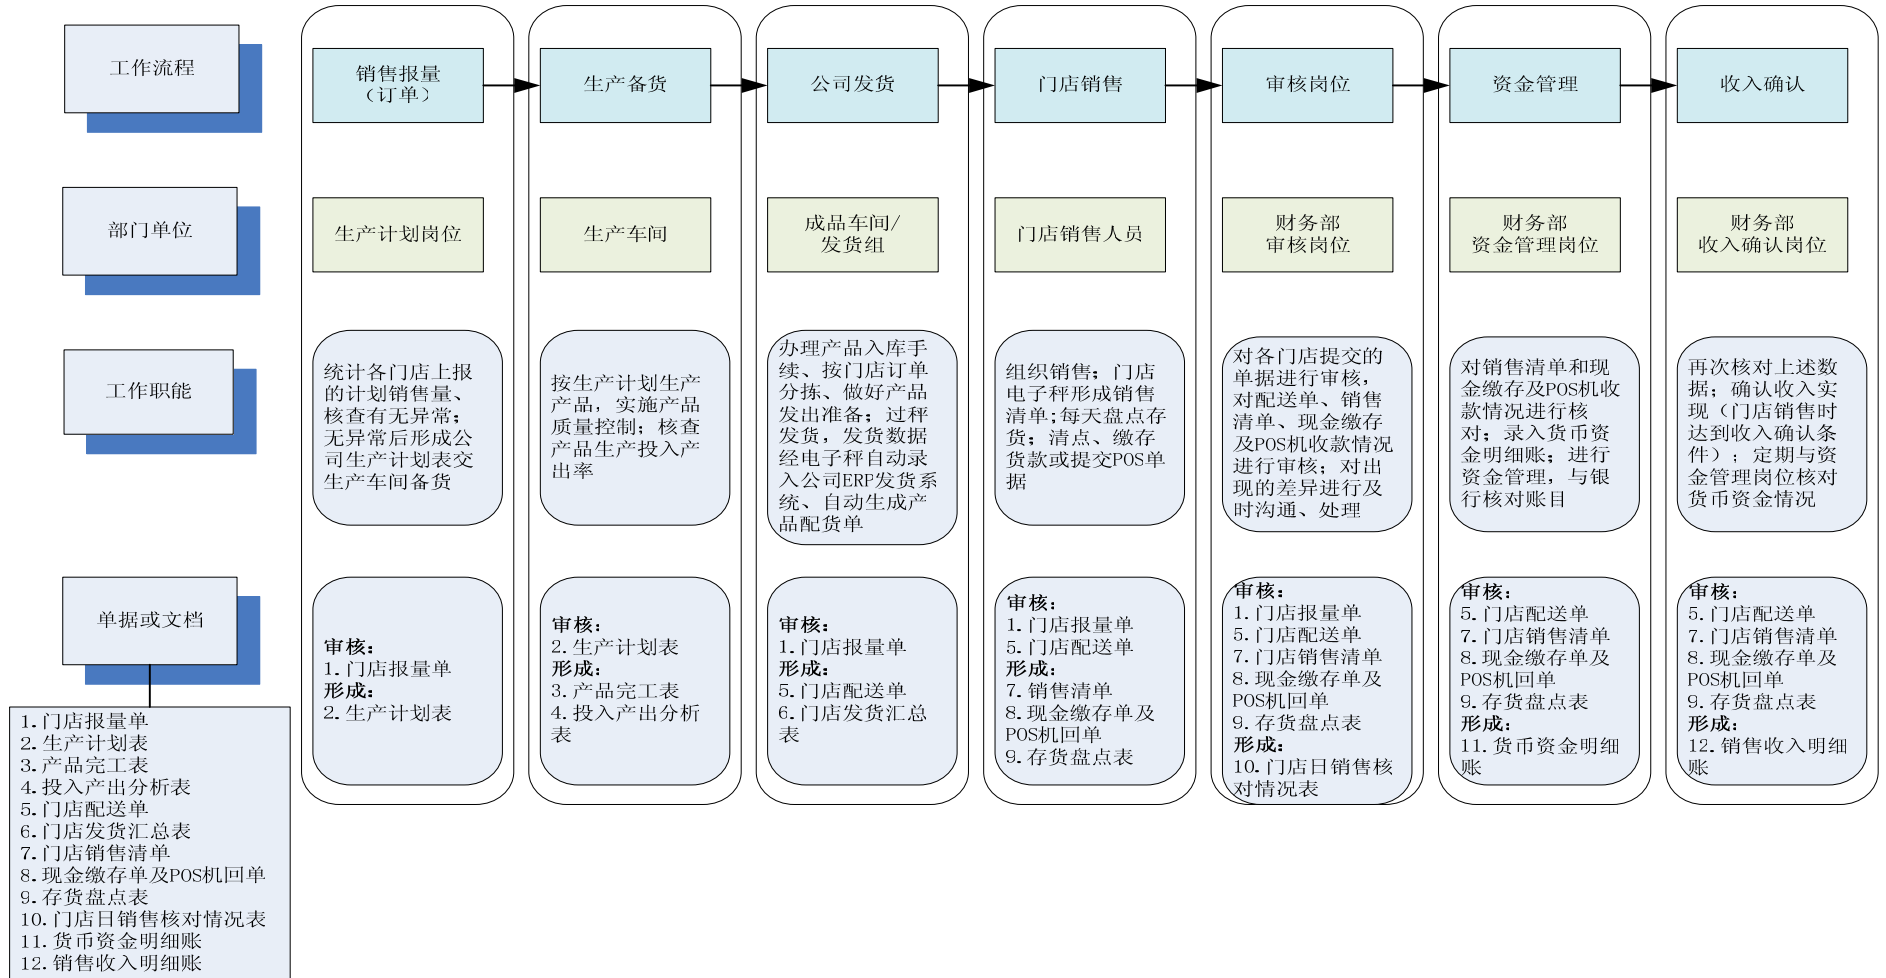 工作流程
销售报量
（订单）
生产备货
公司发货
门店销售
审核岗位
资金管理
收入确认
部门单位
生产计划岗位
生产车间
成品车间/
发货组
门店销售人员
财务部
审核岗位
财务部
资金管理岗位
财务部
收入确认岗位
工作职能
统计各门店上报
的计划销售量、
核查有无异常；
无异常后形成公
司生产计划表交
生产车间备货
按生产计划生产
产品，实施产品
质量控制；核查
产品生产投入产
出率
办理产品入库手
续、按门店订单
分拣、做好产品
发出准备；过秤
发货，发货数据
经电子秤自动录
入公司ERP发货系
统、自动生成产
品配货单
组织销售；门店
电子秤形成销售
清单;每天盘点存
货；清点、缴存
货款或提交POS单
据
对各门店提交的
单据进行审核，
对配送单、销售
清单、现金缴存
及POS机收款情况
进行审核；对出
现的差异进行及
时沟通、处理
对销售清单和现
金缴存及POS机收
款情况进行核
对；录入货币资
金明细账；进行
资金管理，与银
行核对账目
再次核对上述数
据；确认收入实
现（门店销售时
达到收入确认条
件）；定期与资
金管理岗位核对
货币资金情况
单据或文档
审核：
1.门店报量单
形成：
2.生产计划表
审核：
2.生产计划表
形成：
3.产品完工表
4.投入产出分析
表
审核：
1.门店报量单
形成：
5.门店配送单
6.门店发货汇总
表
审核：
1.门店报量单
5.门店配送单
形成：
7.销售清单
8.现金缴存单及
POS机回单
9.存货盘点表
审核：
1.门店报量单
5.门店配送单
7.门店销售清单
8.现金缴存单及
POS机回单
9.存货盘点表
形成：
10.门店日销售核
对情况表
审核：
5.门店配送单
7.门店销售清单
8.现金缴存单及
POS机回单
9.存货盘点表
形成：
11.货币资金明细
账
审核：
5.门店配送单
7.门店销售清单
8.现金缴存单及
POS机回单
9.存货盘点表
形成：
12.销售收入明细
账
1.门店报量单
2.生产计划表
3.产品完工表
4.投入产出分析表
5.门店配送单
6.门店发货汇总表
7.门店销售清单
8.现金缴存单及POS机回单
9.存货盘点表
10.门店日销售核对情况表
11.货币资金明细账
12.销售收入明细账